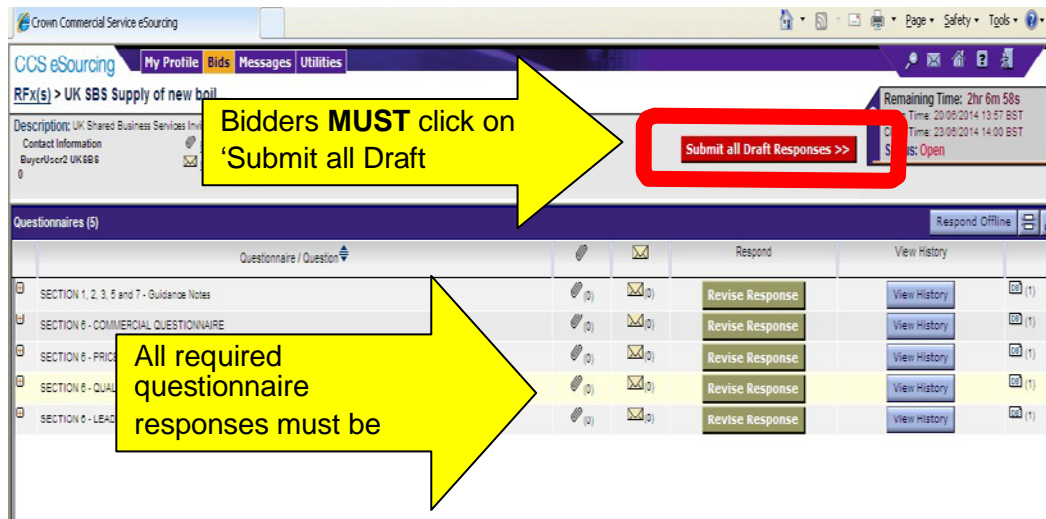 Crown Commercial Service eSourcing
Page Safety Tools
CCS eSourcing My Profile Bids Messages Utilities
RFx(s) > UK SBS Supply of new boil
Remaining Time: 2hr 6m 58s
Time: 20/06/2014 13:57 BST
Time: 23/06/2014 14:00 BST
Open
Description: UK Shared Business Services
Contact Information
BuyerUser2 UKSBS
0
Bidders MUST click on
‘Submit all Draft
Submit all Draft Responses >>
Questionnaires (5)
Respond Offline
Questionnaire / Question Respond View History
SECTION 1, 2, 3, 5 and 7 - Guidance Notes (0) (0) Revise Response View History (1)
SECTION 6 - COMMERCIAL QUESTIONNAIRE (0) (0) Revise Response View History (1)
SECTION 6 - PRICE (0) (0) Revise Response View History (1)
SECTION 6 - QUAL (0) (0) Revise Response View History (1)
SECTION 6 - LEAD (0) (0) Revise Response View History (1)
All required
questionnaire
responses must be